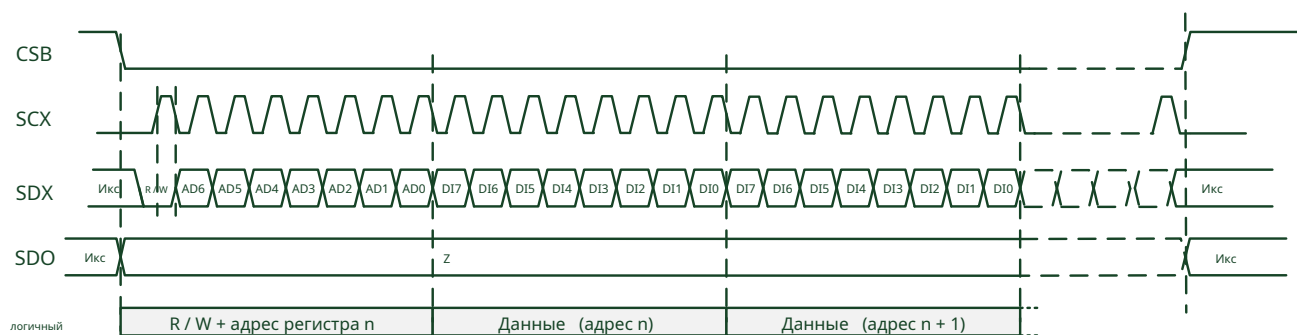 CSB
SCX
SDX Икс R / W AD6 AD5 AD4 AD3 AD2 AD1 AD0 DI7 DI6 DI5 DI4 DI3 DI2 DI1 DI0 DI7 DI6 DI5 DI4 DI3 DI2 DI1 DI0 Икс
SDO Икс Z Икс
логичный R / W + адрес регистра n Данные (адрес n) Данные (адрес n + 1)